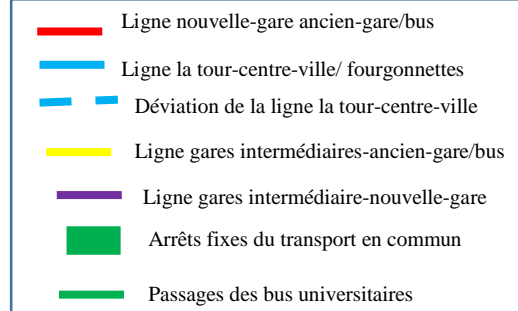 Ligne nouvelle-gare ancien-gare/bus
Ligne la tour-centre-ville/ fourgonnettes
Déviation de la ligne la tour-centre-ville
Ligne gares intermédiaires-ancien-gare/bus
Ligne gares intermédiaire-nouvelle-gare
Arrêts fixes du transport en commun
Passages des bus universitaires